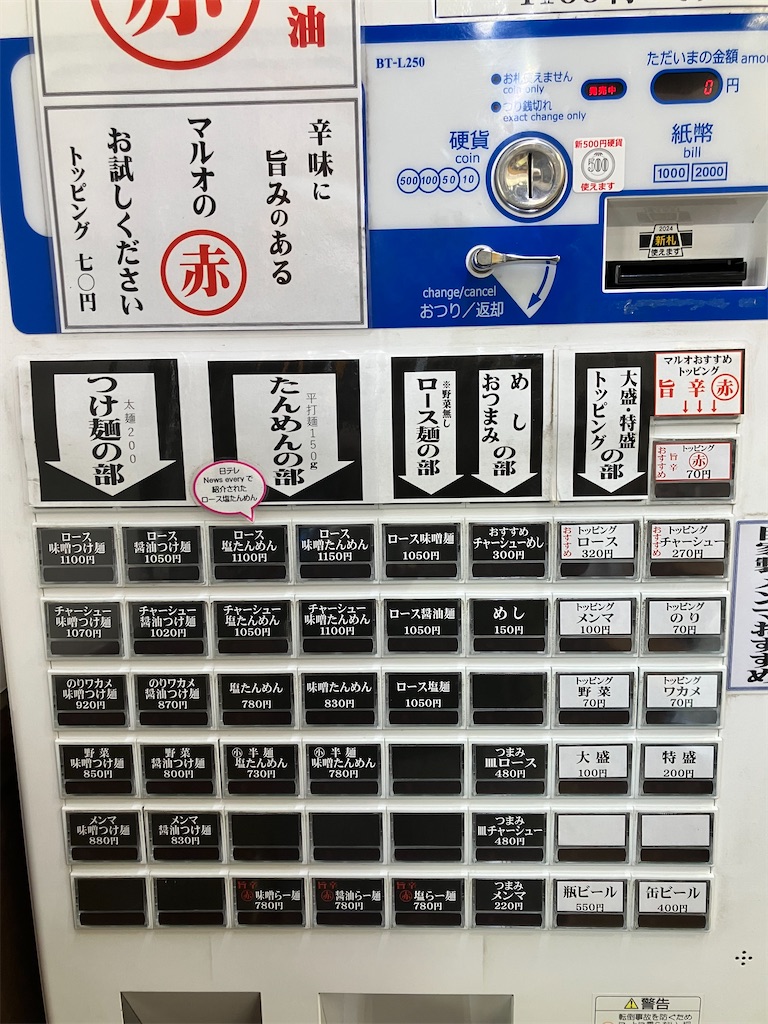 赤
油
辛味に
旨みのある
マルオの
赤
お試しください
トッピング 七〇円
BT-L250
coin only
つり銭切れ
exact change only
発売中
ただいまの金額
0
円
硬貨
coin
500 100 50 10
新500円硬貨
500
使えます
紙幣
bill
1000 2000
2024
新札
使えます
change/cancel
おつり/返却
つけ麺の部
太麺200
たんめんの部
平打麺150g
日テレ
News everyで
紹介された
ロース塩たんめん
※野菜無し
ロース麺の部
めし
おつまみの部
大盛・特盛
トッピングの部
マルオおすすめ
トッピング
旨辛赤
↓↓↓
おすすめ
旨辛
トッピング
赤
70円
ロース
味噌つけ麺
1100円
ロース
醤油つけ麺
1050円
ロース
塩たんめん
1100円
ロース
味噌たんめん
1150円
ロース味噌麺
1050円
おすすめ
チャーシューめし
300円
おすすめ
トッピング
ロース
320円
おすすめ
トッピング
チャーシュー
270円
チャーシュー
味噌つけ麺
1070円
チャーシュー
醤油つけ麺
1020円
チャーシュー
塩たんめん
1050円
チャーシュー
味噌たんめん
1100円
ロース醤油麺
1050円
めし
150円
トッピング
メンマ
100円
トッピング
のり
70円
のりワカメ
味噌つけ麺
920円
のりワカメ
醤油つけ麺
870円
塩たんめん
780円
味噌たんめん
830円
ロース塩麺
1050円
トッピング
野菜
70円
トッピング
ワカメ
70円
野菜
味噌つけ麺
850円
野菜
醤油つけ麺
800円
小 半麺
塩たんめん
730円
小 半麺
味噌たんめん
780円
つまみ
皿ロース
480円
大盛
100円
特盛
200円
メンマ
味噌つけ麺
880円
メンマ
醤油つけ麺
830円
つまみ
皿チャーシュー
480円
旨辛
赤味噌らー麺
780円
旨辛
赤醤油らー麺
780円
旨辛
赤塩らー麺
780円
つまみ
メンマ
220円
瓶ビール
550円
缶ビール
400円
警告
転倒事故を防ぐため